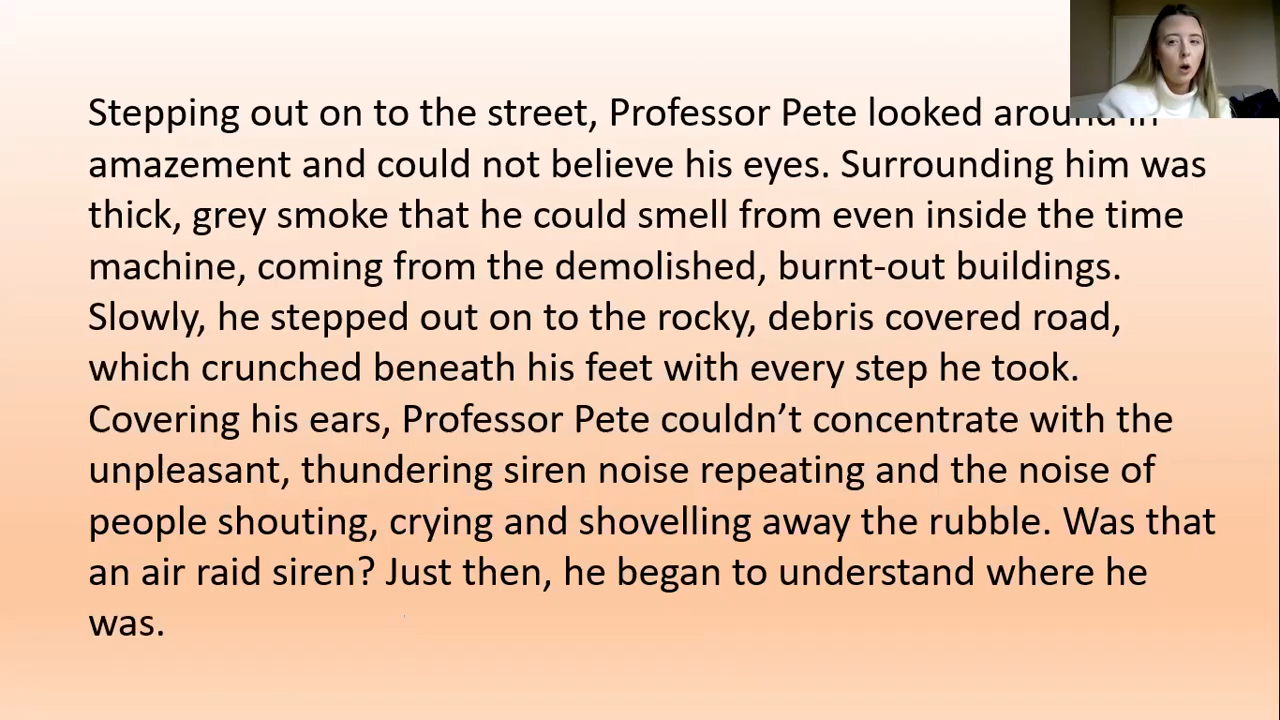 Stepping out on to the street, Professor Pete looked around in
amazement and could not believe his eyes. Surrounding him was
thick, grey smoke that he could smell from even inside the time
machine, coming from the demolished, burnt-out buildings.
Slowly, he stepped out on to the rocky, debris covered road,
which crunched beneath his feet with every step he took.
Covering his ears, Professor Pete couldn’t concentrate with the
unpleasant, thundering siren noise repeating and the noise of
people shouting, crying and shovelling away the rubble. Was that
an air raid siren? Just then, he began to understand where he
was.